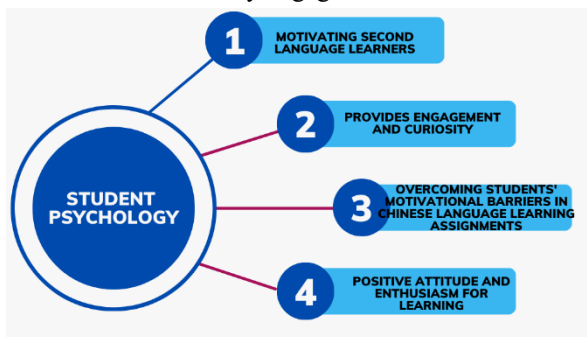 1
MOTIVATING SECOND
LANGUAGE LEARNERS
2
PROVIDES ENGAGEMENT
AND CURIOSITY
STUDENT
PSYCHOLOGY
3
OVERCOMING STUDENTS'
MOTIVATIONAL BARRIERS IN
CHINESE LANGUAGE LEARNING
ASSIGNMENTS
4
POSITIVE ATTITUDE AND
ENTHUSIASM FOR
LEARNING